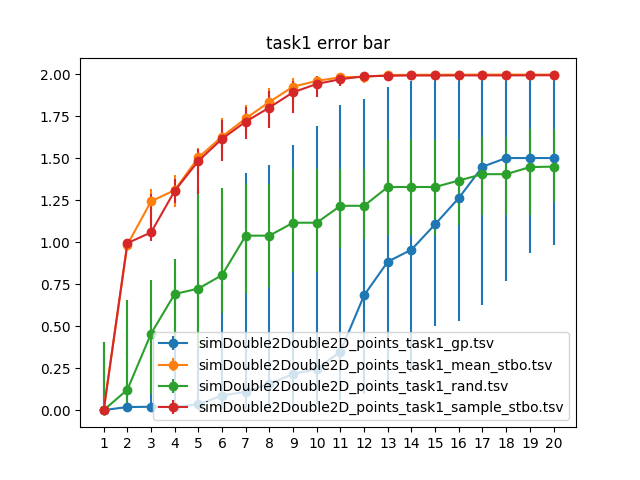 task1 error bar
2.00
1.75
1.50
1.25
1.00
0.75
0.50
0.25
0.00
simDouble2Double2D_points_task1_gp.tsv
simDouble2Double2D_points_task1_mean_stbo.tsv
simDouble2Double2D_points_task1_rand.tsv
simDouble2Double2D_points_task1_sample_stbo.tsv
1 2 3 4 5 6 7 8 9 10 11 12 13 14 15 16 17 18 19 20